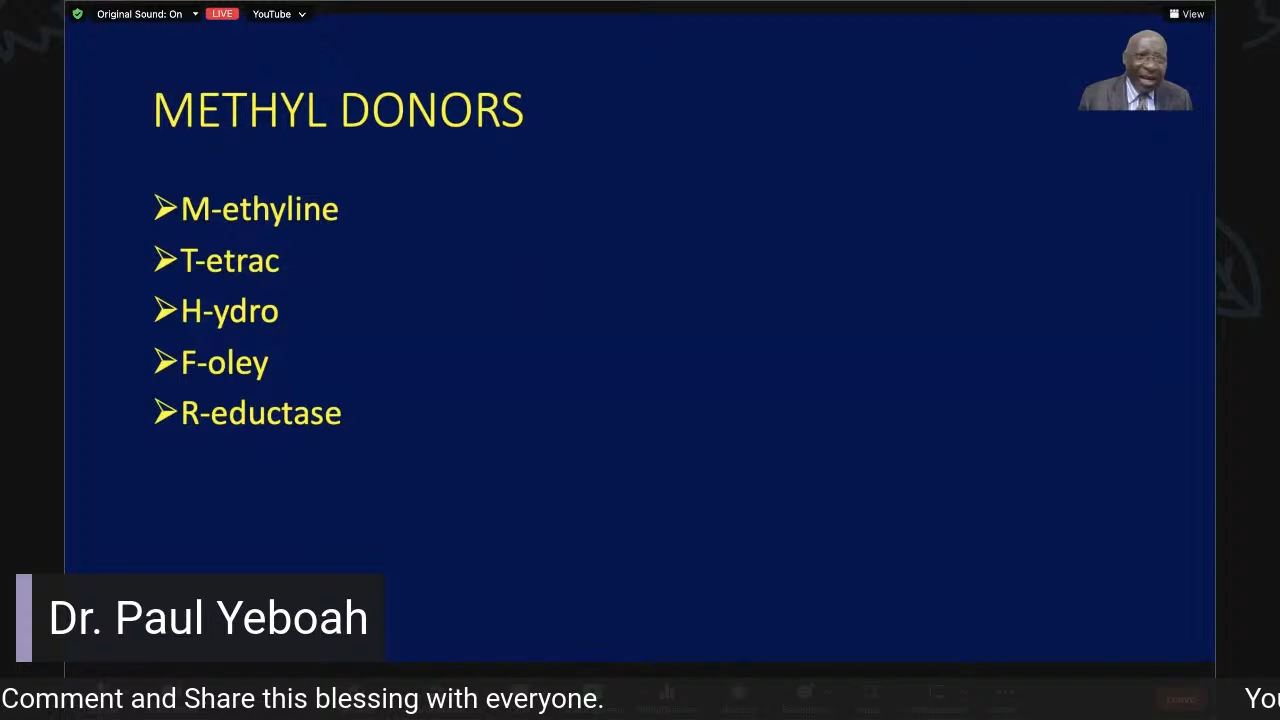 Original Sound: On
LIVE
YouTube
View
METHYL DONORS
M-ethyline
T-etrac
H-ydro
F-oley
R-eductase
Dr. Paul Yeboah
Comment and Share this blessing with everyone.
You